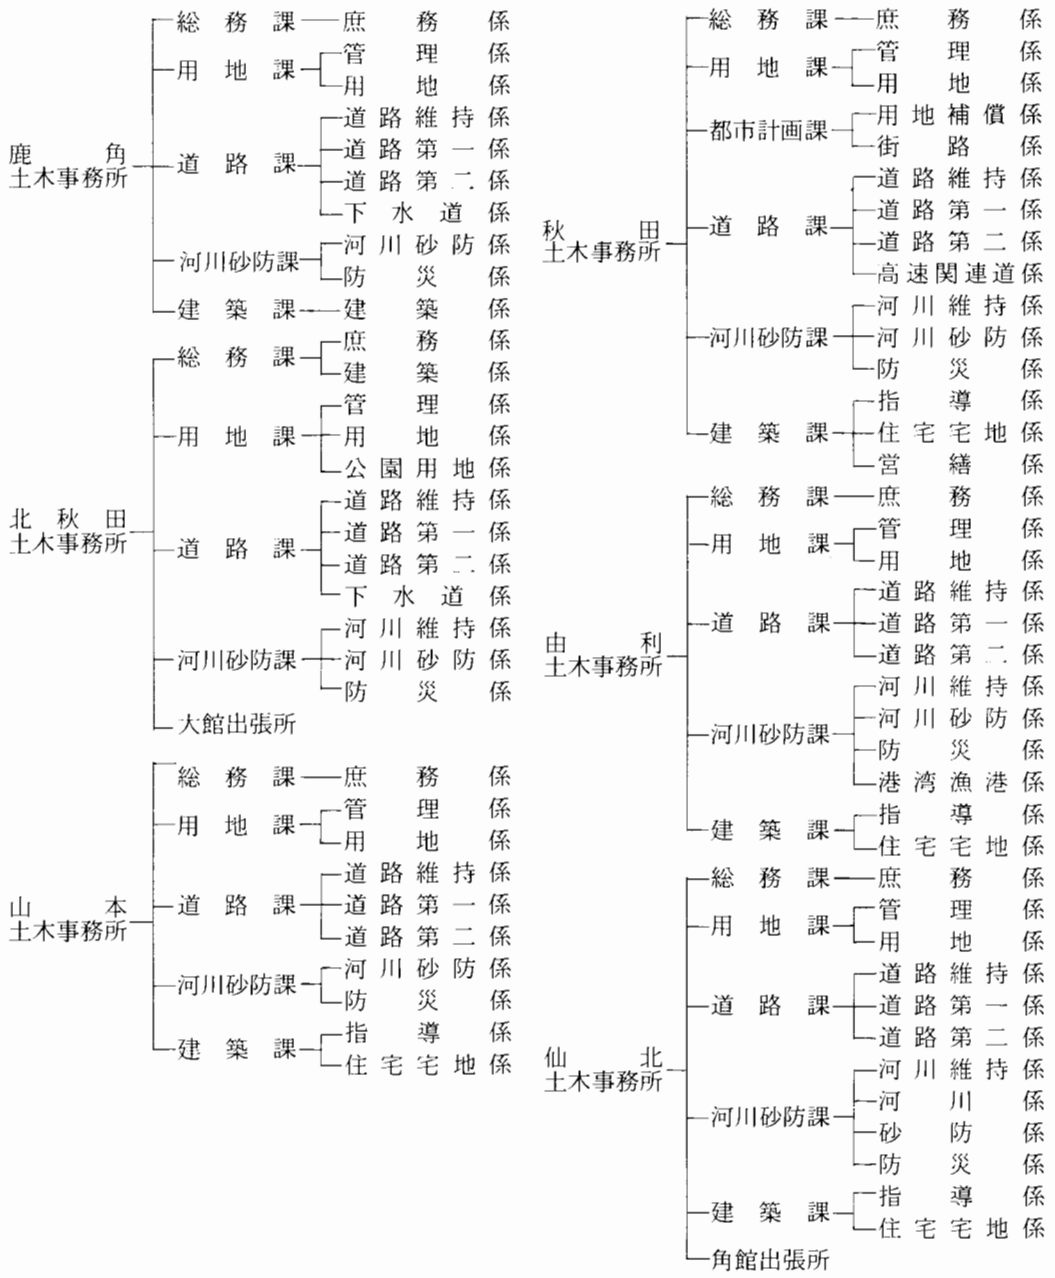 鹿角
土木事務所
総務課
庶務係
用地課
管理係
用地係
道路課
道路維持係
道路第一係
道路第二係
下水道係
河川砂防課
河川砂防係
防災係
建築課
建築係
北秋田
土木事務所
総務課
庶務係
建築係
用地課
管理係
用地係
公園用地係
道路課
道路維持係
道路第一係
道路第二係
下水道係
河川砂防課
河川維持係
河川砂防係
防災係
大館出張所
山本
土木事務所
総務課
庶務係
用地課
管理係
用地係
道路課
道路維持係
道路第一係
道路第二係
河川砂防課
河川砂防係
防災係
建築課
指導係
住宅宅地係
秋田
土木事務所
総務課
庶務係
用地課
管理係
用地係
都市計画課
用地補償係
街路係
道路課
道路維持係
道路第一係
道路第二係
高速関連道係
河川砂防課
河川維持係
河川砂防係
防災係
建築課
指導係
住宅宅地係
営繕係
由利
土木事務所
総務課
庶務係
用地課
管理係
用地係
道路課
道路維持係
道路第一係
道路第二係
河川砂防課
河川維持係
河川砂防係
防災係
港湾漁港係
建築課
指導係
住宅宅地係
仙北
土木事務所
総務課
庶務係
用地課
管理係
用地係
道路課
道路維持係
道路第一係
道路第二係
河川砂防課
河川維持係
河川係
砂防係
防災係
建築課
指導係
住宅宅地係
角館出張所